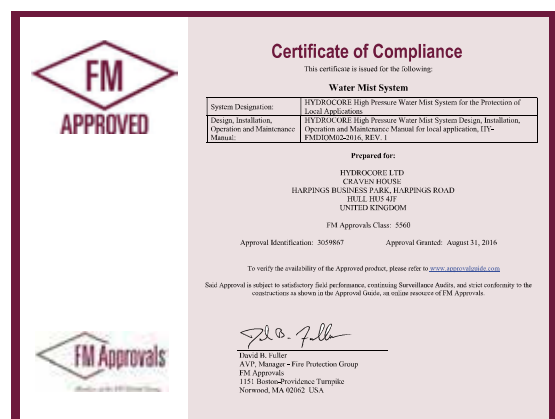 FM
APPROVED
Certificate of Compliance
This certificate is issued for the following:
Water Mist System
System Designation:
HYDROCORE High Pressure Water Mist System for the Protection of
Local Applications
Design, Installation,
Operation and Maintenance
Manual:
HYDROCORE High Pressure Water Mist System Design, Installation,
Operation and Maintenance Manual for local application, HY-
FMDIOM02-2016, REV. 1
Prepared for:
HYDROCORE LTD
CRAVEN HOUSE
HARPINGS BUSINESS PARK, HARPINGS ROAD
HULL HU5 4JF
UNITED KINGDOM
FM Approvals Class: 5560
Approval Identification: 3059867 Approval Granted: August 31, 2016
To verify the availability of the Approved product, please refer to www.approvalguide.com
Said Approval is subject to satisfactory field performance, continuing Surveillance Audits, and strict conformity to the
constructions as shown in the Approval Guide, an online resource of FM Approvals.
David B. Fuller
AVP, Manager – Fire Protection Group
FM Approvals
1151 Boston-Providence Turnpike
Norwood, MA 02062 USA
FM Approvals